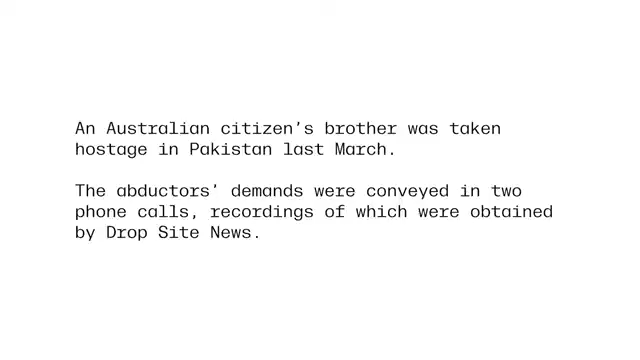 An Australian citizen’s brother was taken
hostage in Pakistan last March.
The abductors’ demands were conveyed in two
phone calls, recordings of which were obtained
by Drop Site News.